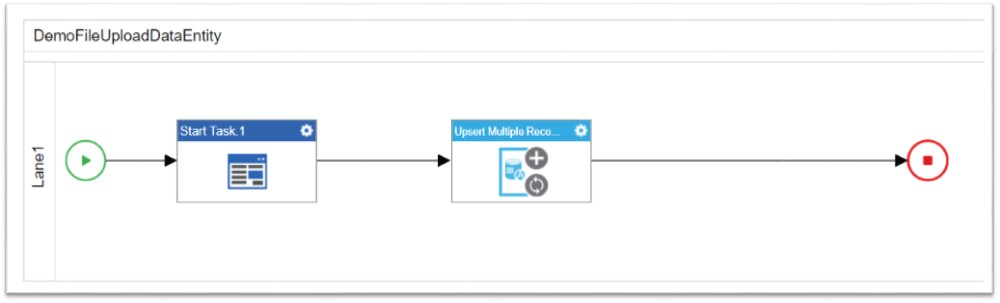 DemoFileUploadDataEntity
Lane1
Start Task.1
Upsert Multiple Reco...